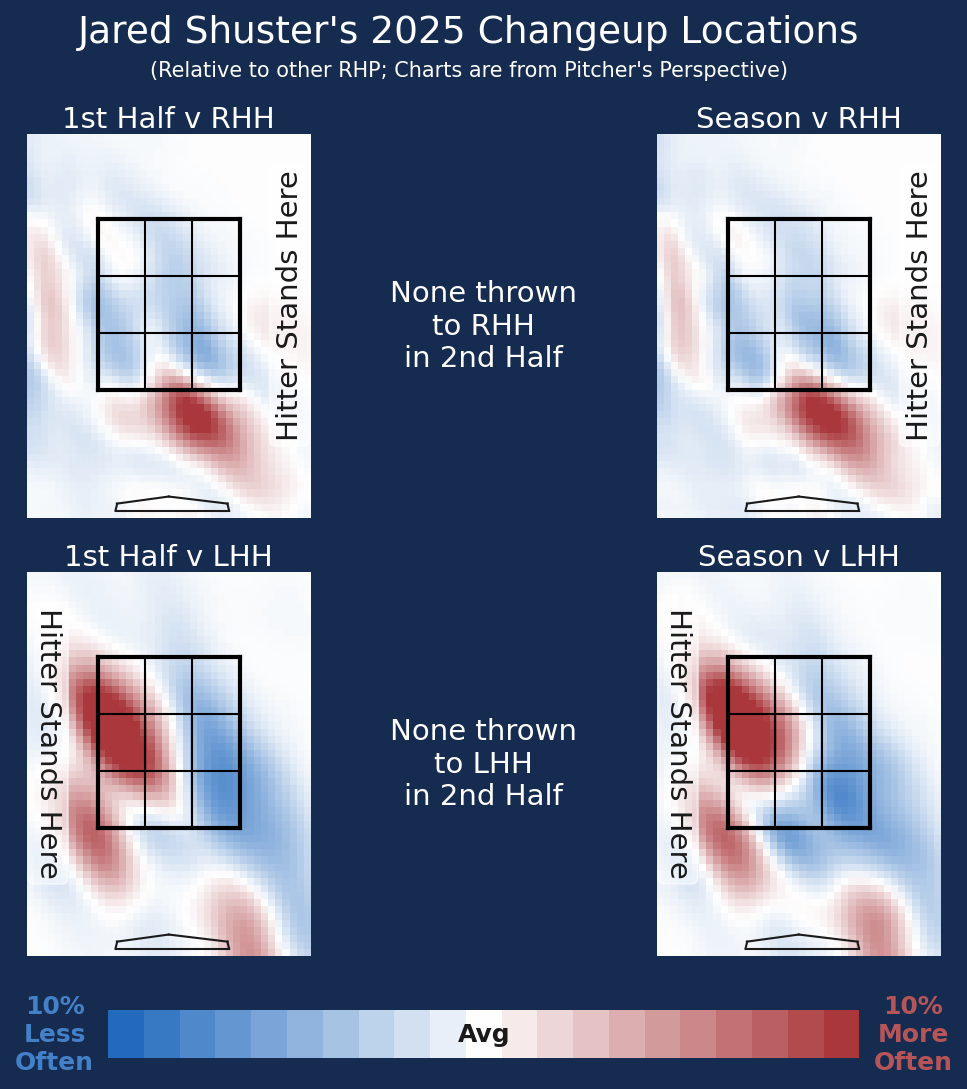 Jared Shuster's 2025 Changeup Locations
(Relative to other RHP; Charts are from Pitcher's Perspective)
1st Half v RHH
Season v RHH
Hitter Stands Here
None thrown
to RHH
in 2nd Half
Hitter Stands Here
1st Half v LHH
Season v LHH
Hitter Stands Here
None thrown
to LHH
in 2nd Half
Hitter Stands Here
10%
Less
Often
Avg
10%
More
Often